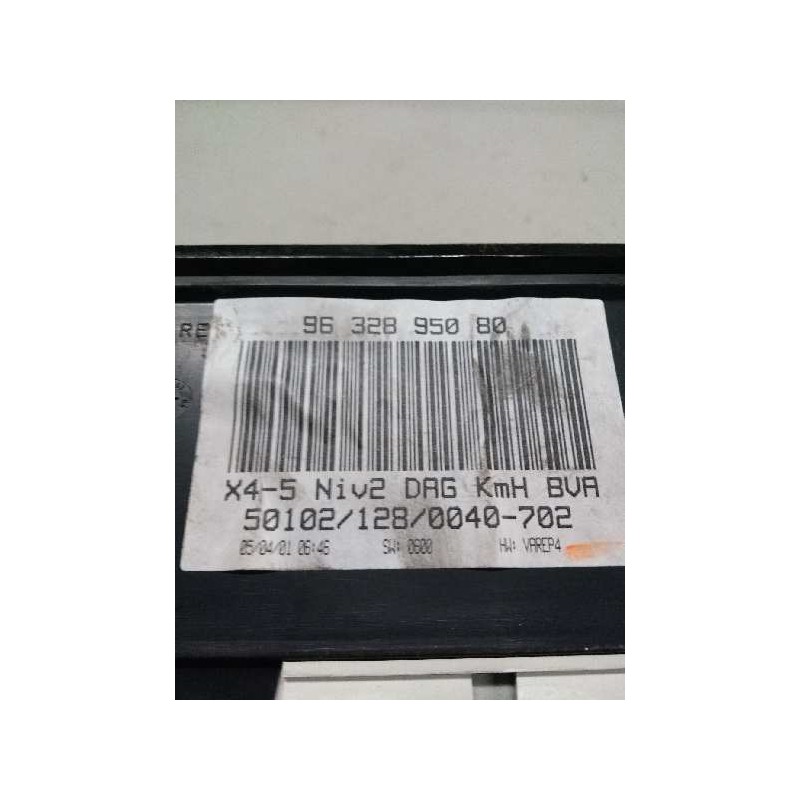 RE
96 328 950 80
X4-5 Niv2 DAG KmH BVA
50102/128/0040-702
05/04/01 06:46 SW: 0600 HW: VAREP4